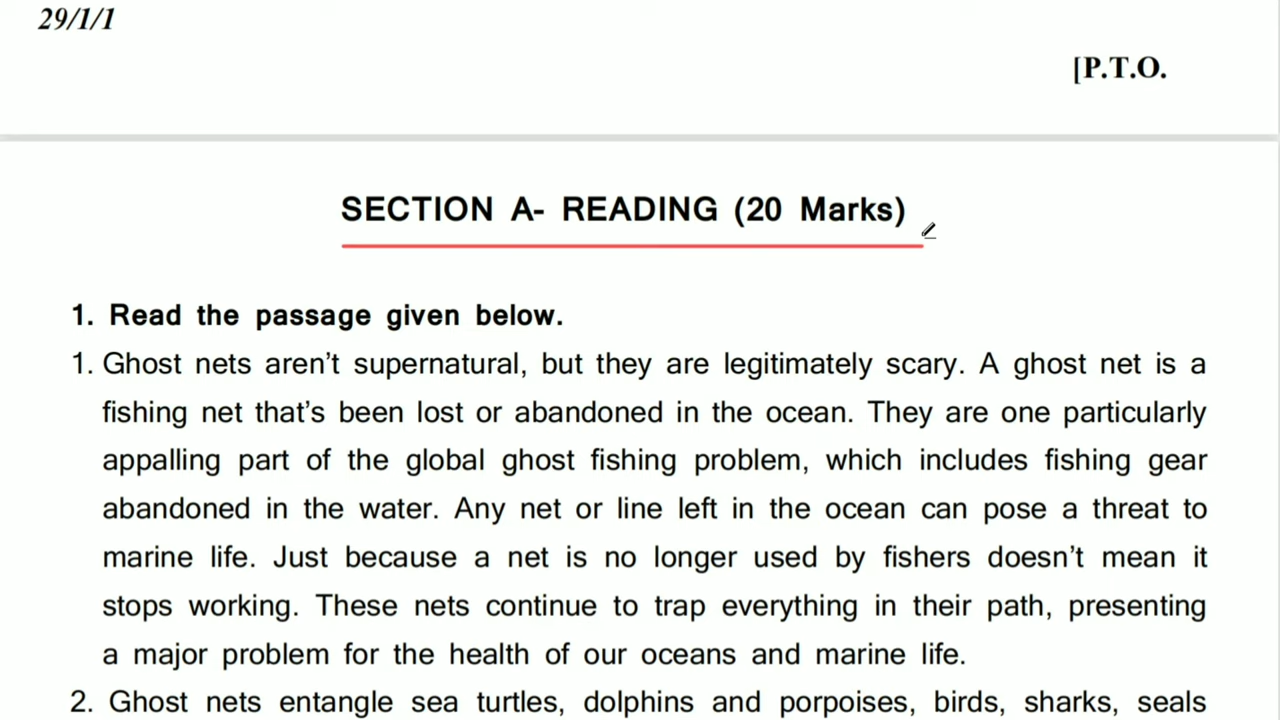 29/1/1
[P.T.O.
SECTION A- READING (20 Marks)
1. Read the passage given below.
1. Ghost nets aren’t supernatural, but they are legitimately scary. A ghost net is a
fishing net that’s been lost or abandoned in the ocean. They are one particularly
appalling part of the global ghost fishing problem, which includes fishing gear
abandoned in the water. Any net or line left in the ocean can pose a threat to
marine life. Just because a net is no longer used by fishers doesn’t mean it
stops working. These nets continue to trap everything in their path, presenting
a major problem for the health of our oceans and marine life.
2. Ghost nets entangle sea turtles, dolphins and porpoises, birds, sharks, seals